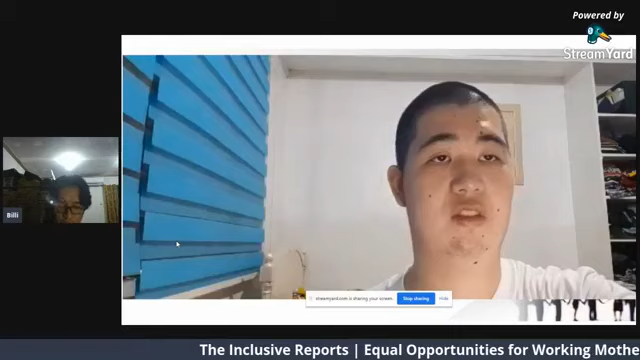 Powered by
StreamYard
Billi
streamyard.com is sharing your screen.
Stop sharing
Hide
The Inclusive Reports | Equal Opportunities for Working Mothe